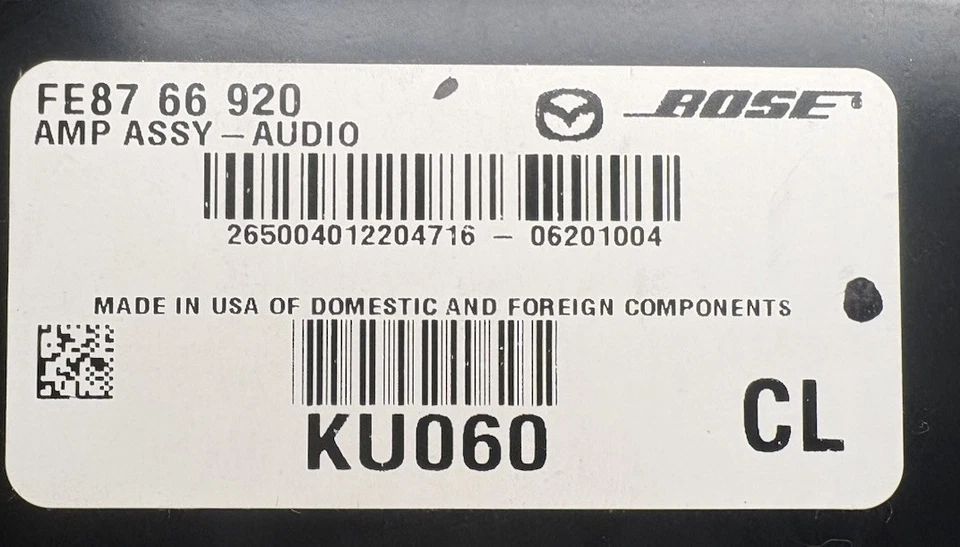 FE87 66 920
AMP ASSY – AUDIO
BOSE
265004012204716 – 06201004
MADE IN USA OF DOMESTIC AND FOREIGN COMPONENTS
KU060
CL